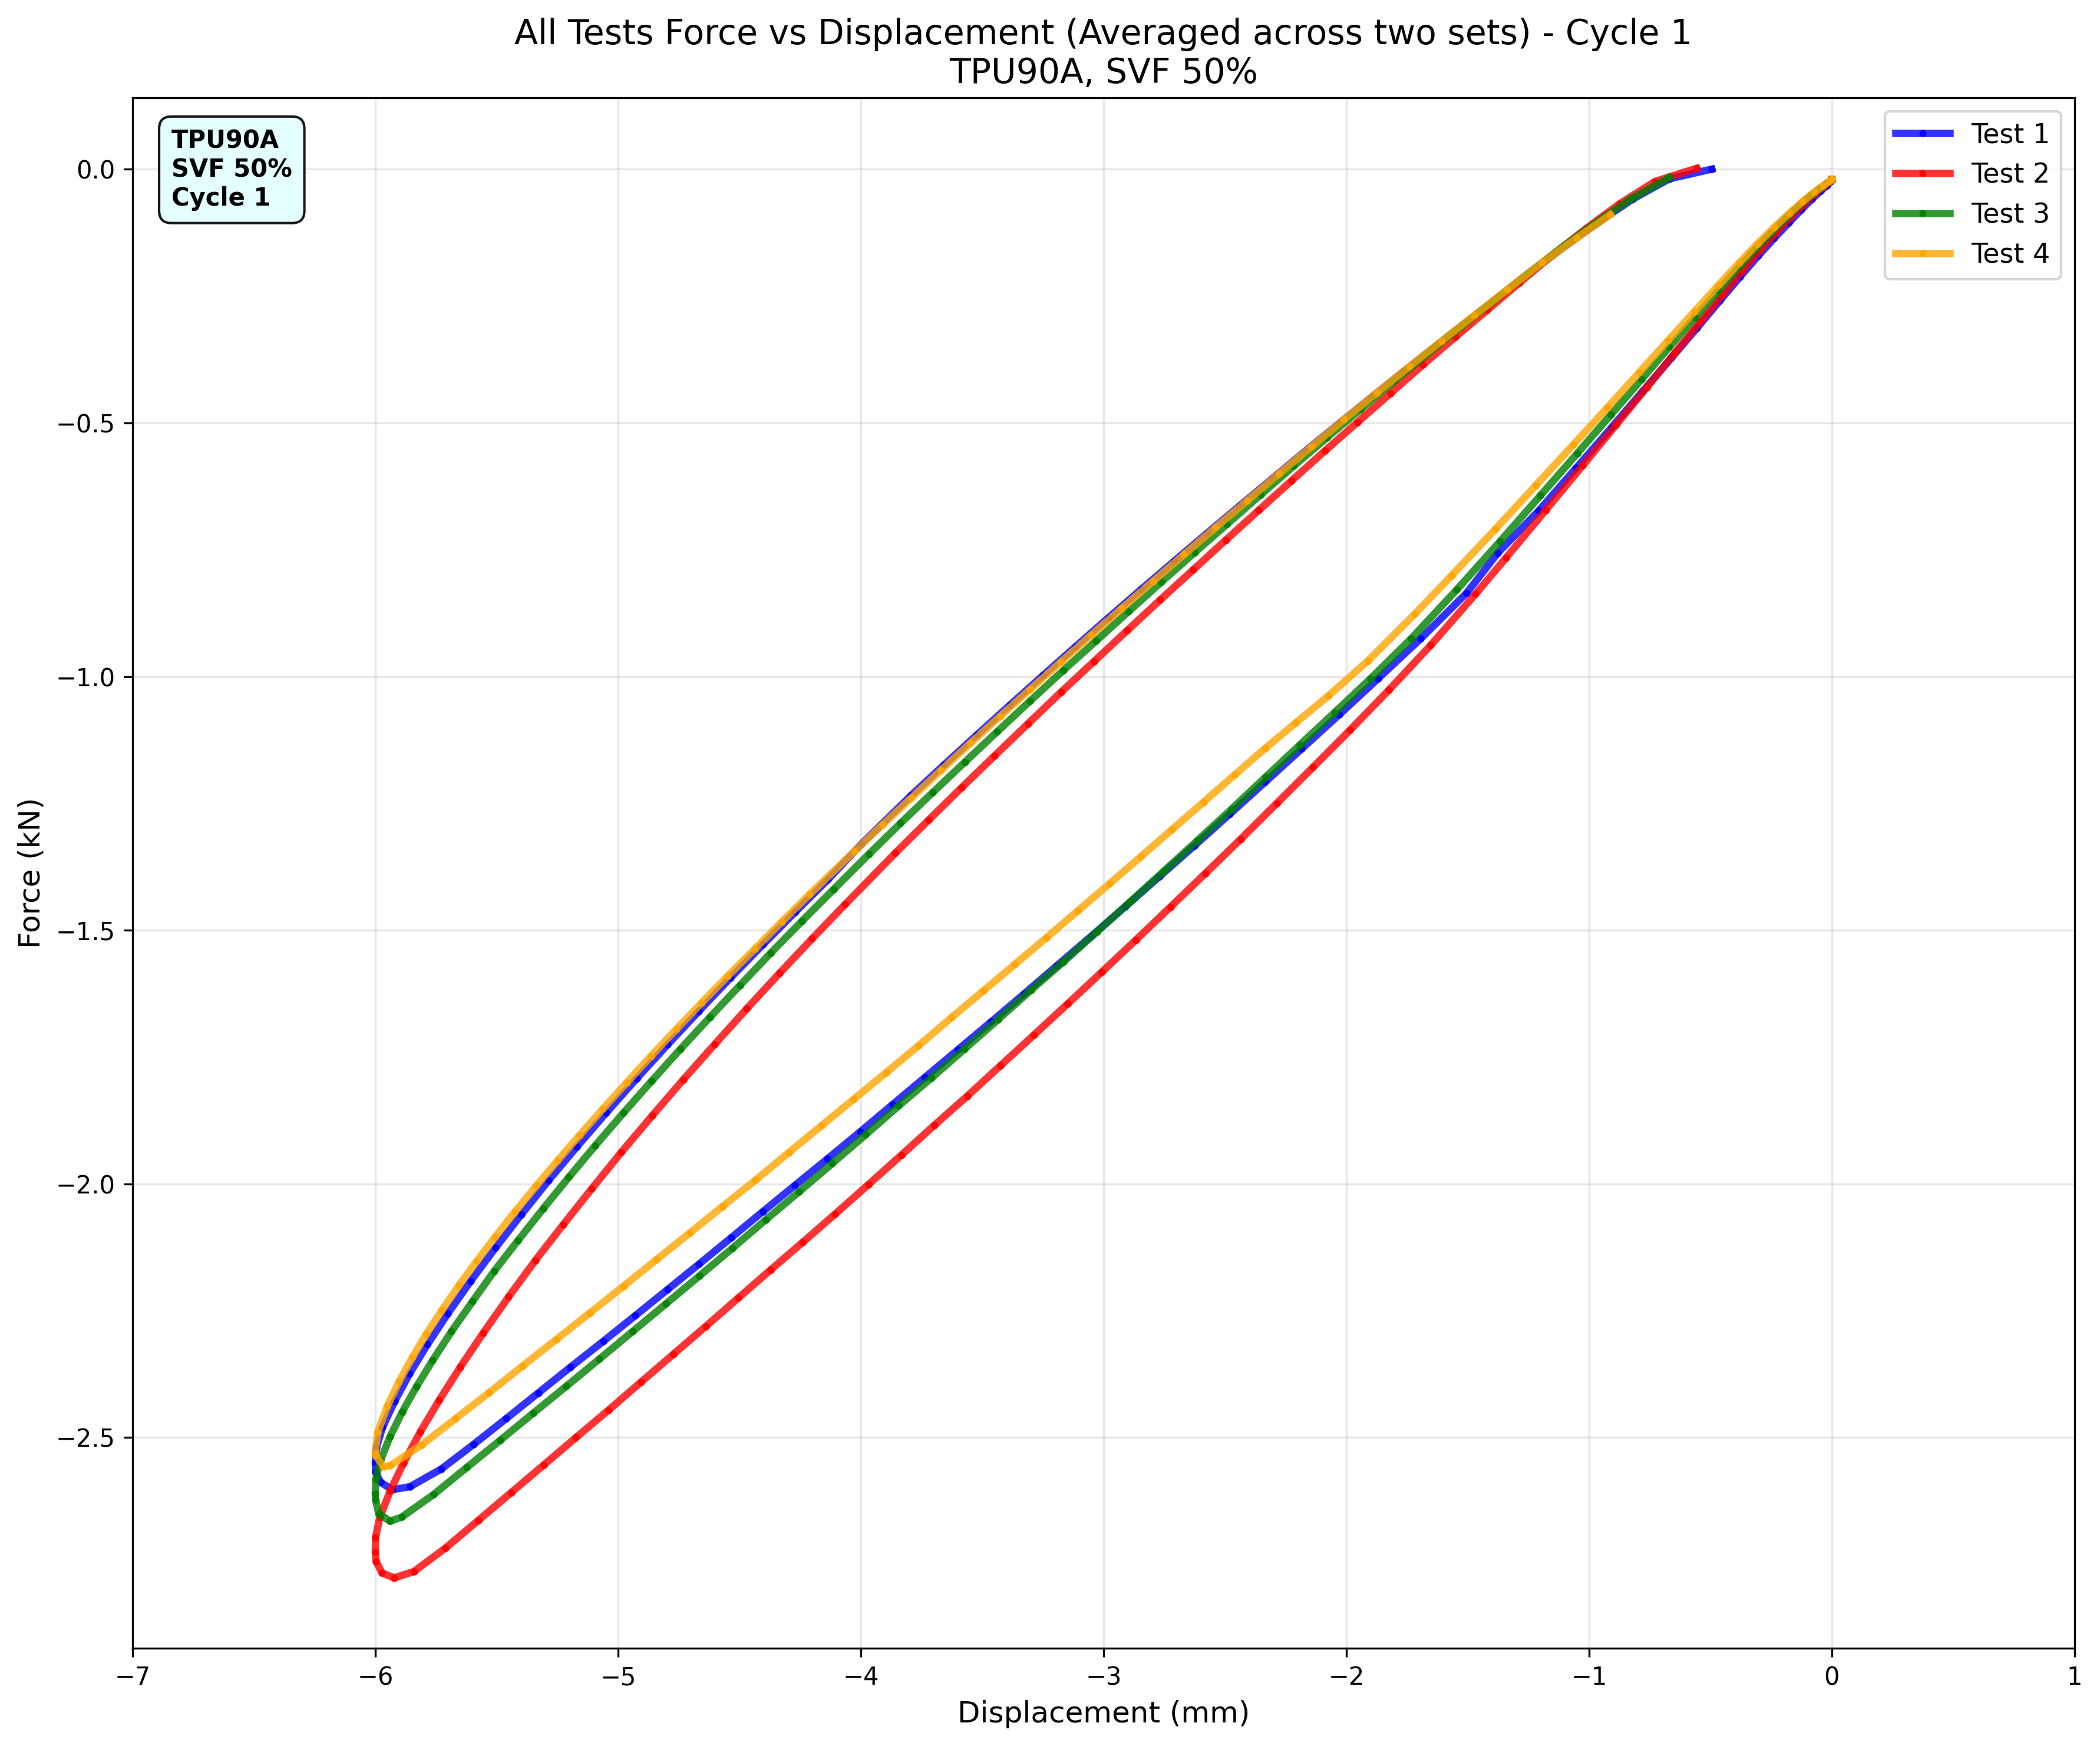 All Tests Force vs Displacement (Averaged across two sets) - Cycle 1
TPU90A, SVF 50%
TPU90A
SVF 50%
Cycle 1
Test 1
Test 2
Test 3
Test 4
Force (kN)
0.0
−0.5
−1.0
−1.5
−2.0
−2.5
−7
−6
−5
−4
−3
−2
−1
0
1
Displacement (mm)